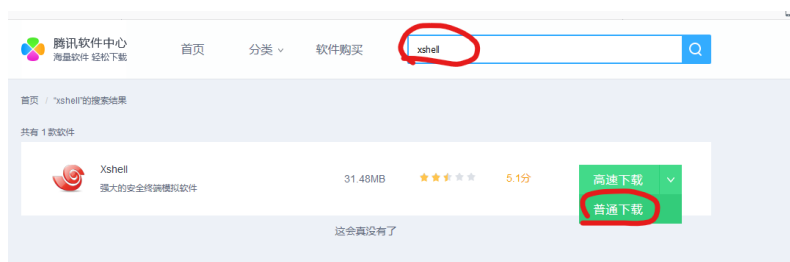 腾讯软件中心
海量软件 轻松下载
首页 分类 软件购买
xshell
首页 / "xshell"的搜索结果
共有 1 款软件
Xshell
强大的安全终端模拟软件
31.48MB
5.1分
高速下载
普通下载
这会真没有了